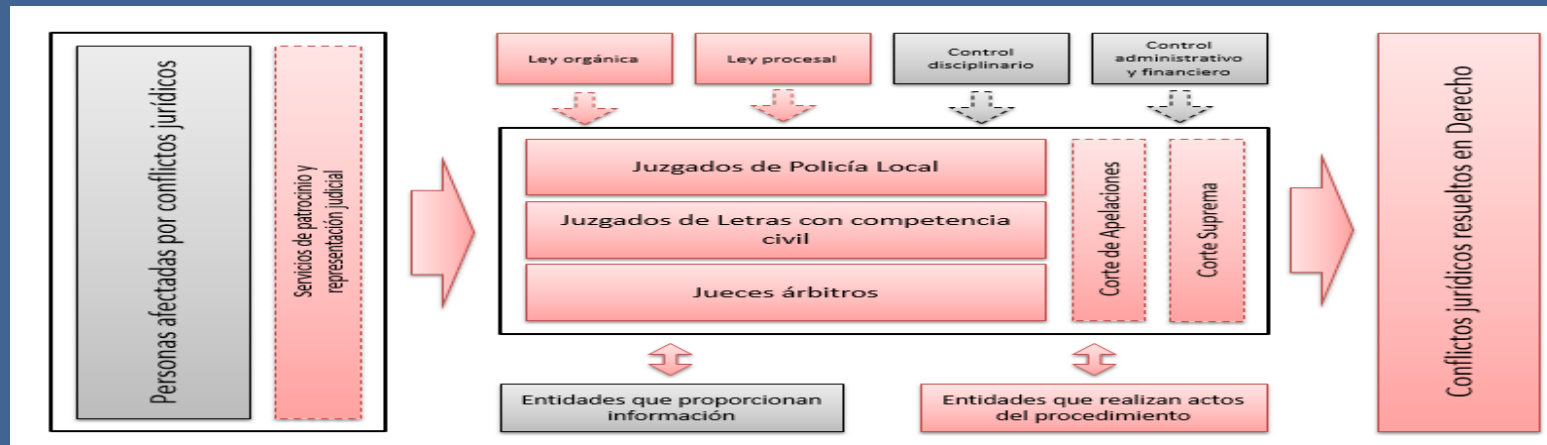 Personas afectadas por conflictos jurídicos
Servicios de patrocinio y
representación judicial
Ley orgánica
Ley procesal
Control
disciplinario
Control
administrativo
y financiero
Juzgados de Policía Local
Juzgados de Letras con competencia
civil
Jueces árbitros
Corte de Apelaciones
Corte Suprema
Entidades que proporcionan
información
Entidades que realizan actos
del procedimiento
Conflictos jurídicos resueltos en Derecho